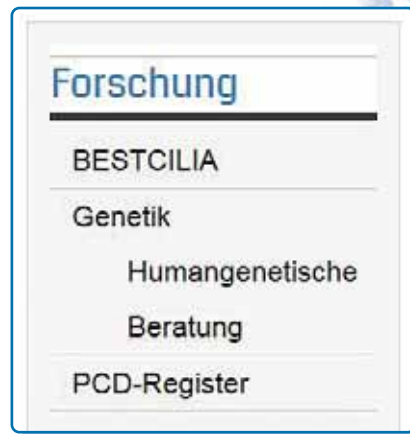 Forschung
BESTCILIA
Genetik
Humangenetische
Beratung
PCD-Register